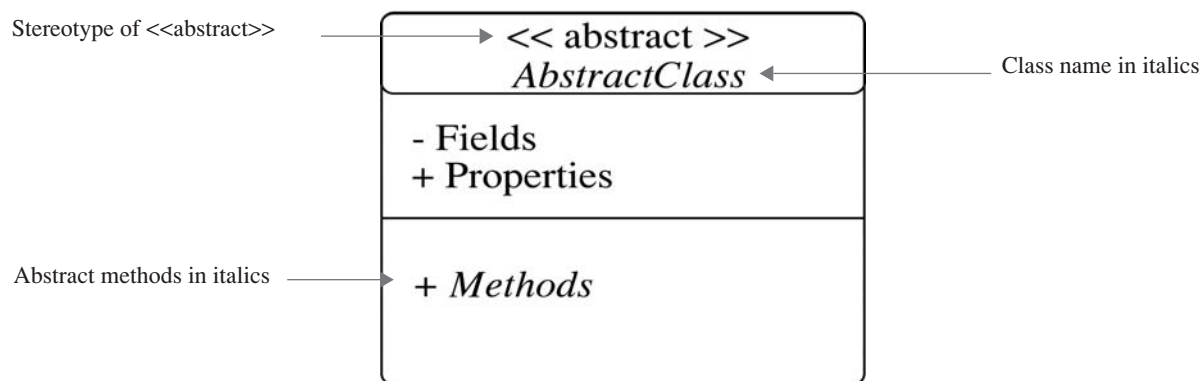 Stereotype of <<abstract>>
<< abstract >>
AbstractClass
Class name in italics
- Fields
+ Properties
Abstract methods in italics
+ Methods